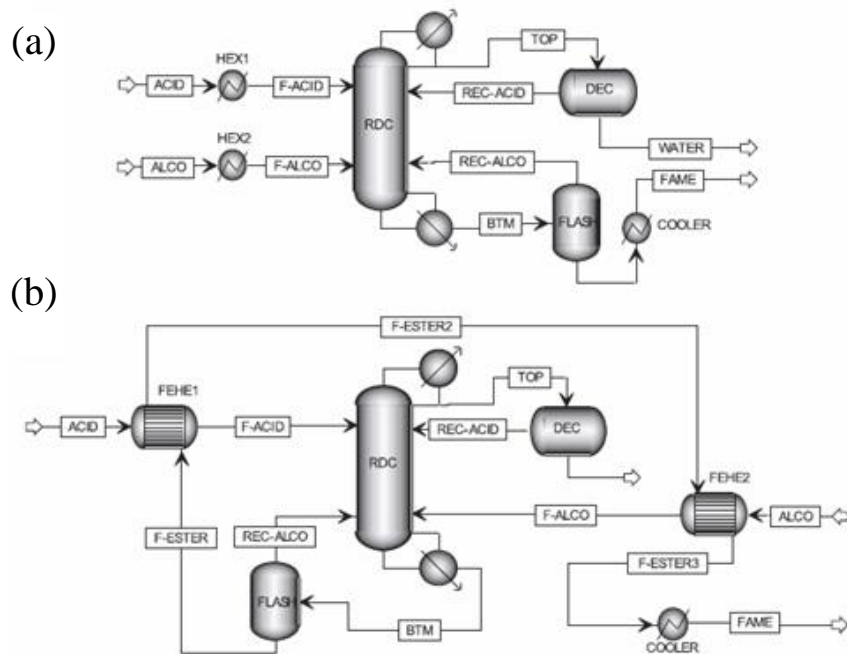 (a)
HEX1
TOP
ACID
F-ACID
REC-ACID
DEC
RDC
HEX2
WATER
ALCO
F-ALCO
REC-ALCO
FAME
BTM
FLASH
COOLER
(b)
F-ESTER2
FEHE1
TOP
ACID
F-ACID
REC-ACID
DEC
RDC
FEHE2
F-ESTER
REC-ALCO
F-ALCO
ALCO
F-ESTER3
FLASH
BTM
FAME
COOLER